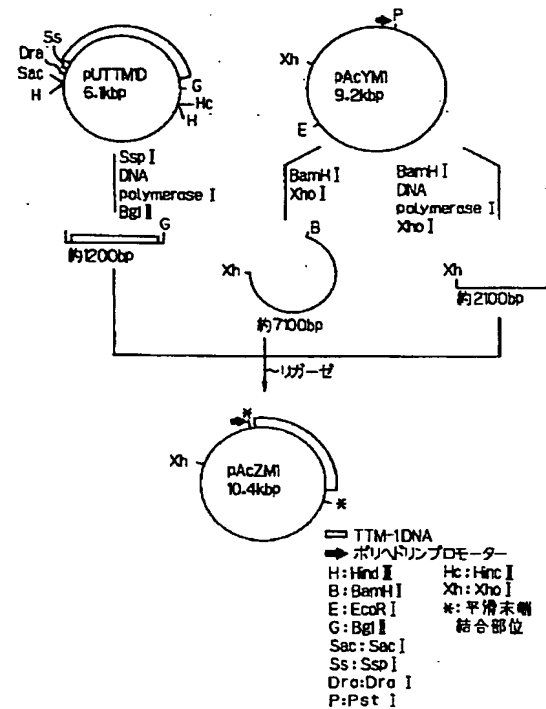 Ss
Dra
Sac
H
pUTTM1D
6.1kbp
G
Hc
H
P
Xh
pAcYM1
9.2kbp
E
Ssp I
DNA
polymerase I
Bgl Ⅱ
G
約1200bp
BamH I
Xho I
B
Xh
約7100bp
BamH I
DNA
polymerase I
Xho I
Xh
約2100bp
~リガーゼ
*
Xh
pAcZM1
10.4kbp
*
TTM-1DNA
ポリヘドリンプロモーター
H:Hind Ⅲ
B:BamH I
E:EcoR I
G:Bgl Ⅱ
Sac:Sac I
Ss:Ssp I
Dra:Dra I
P:Pst I
Hc:Hinc Ⅱ
Xh:Xho I
*:平滑末端
結合部位